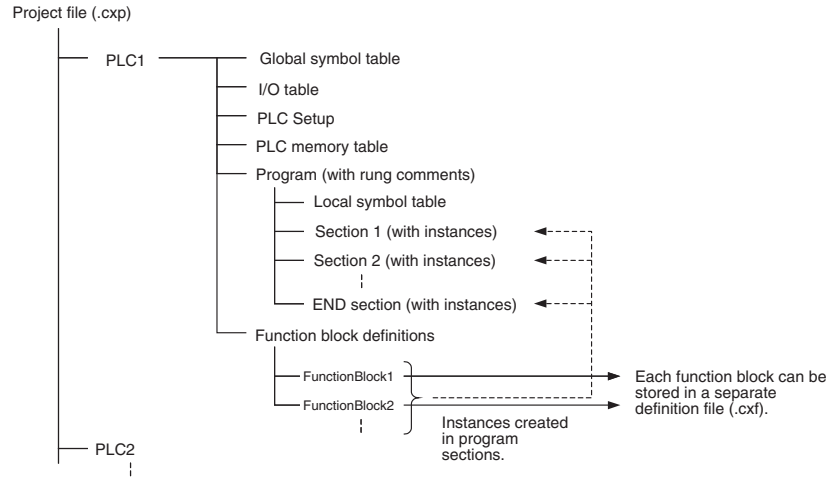 Project file (.cxp)
PLC1
Global symbol table
I/O table
PLC Setup
PLC memory table
Program (with rung comments)
Local symbol table
Section 1 (with instances)
Section 2 (with instances)
END section (with instances)
Function block definitions
FunctionBlock1
FunctionBlock2
Each function block can be
stored in a separate
definition file (.cxf).
Instances created
in program
sections.
PLC2